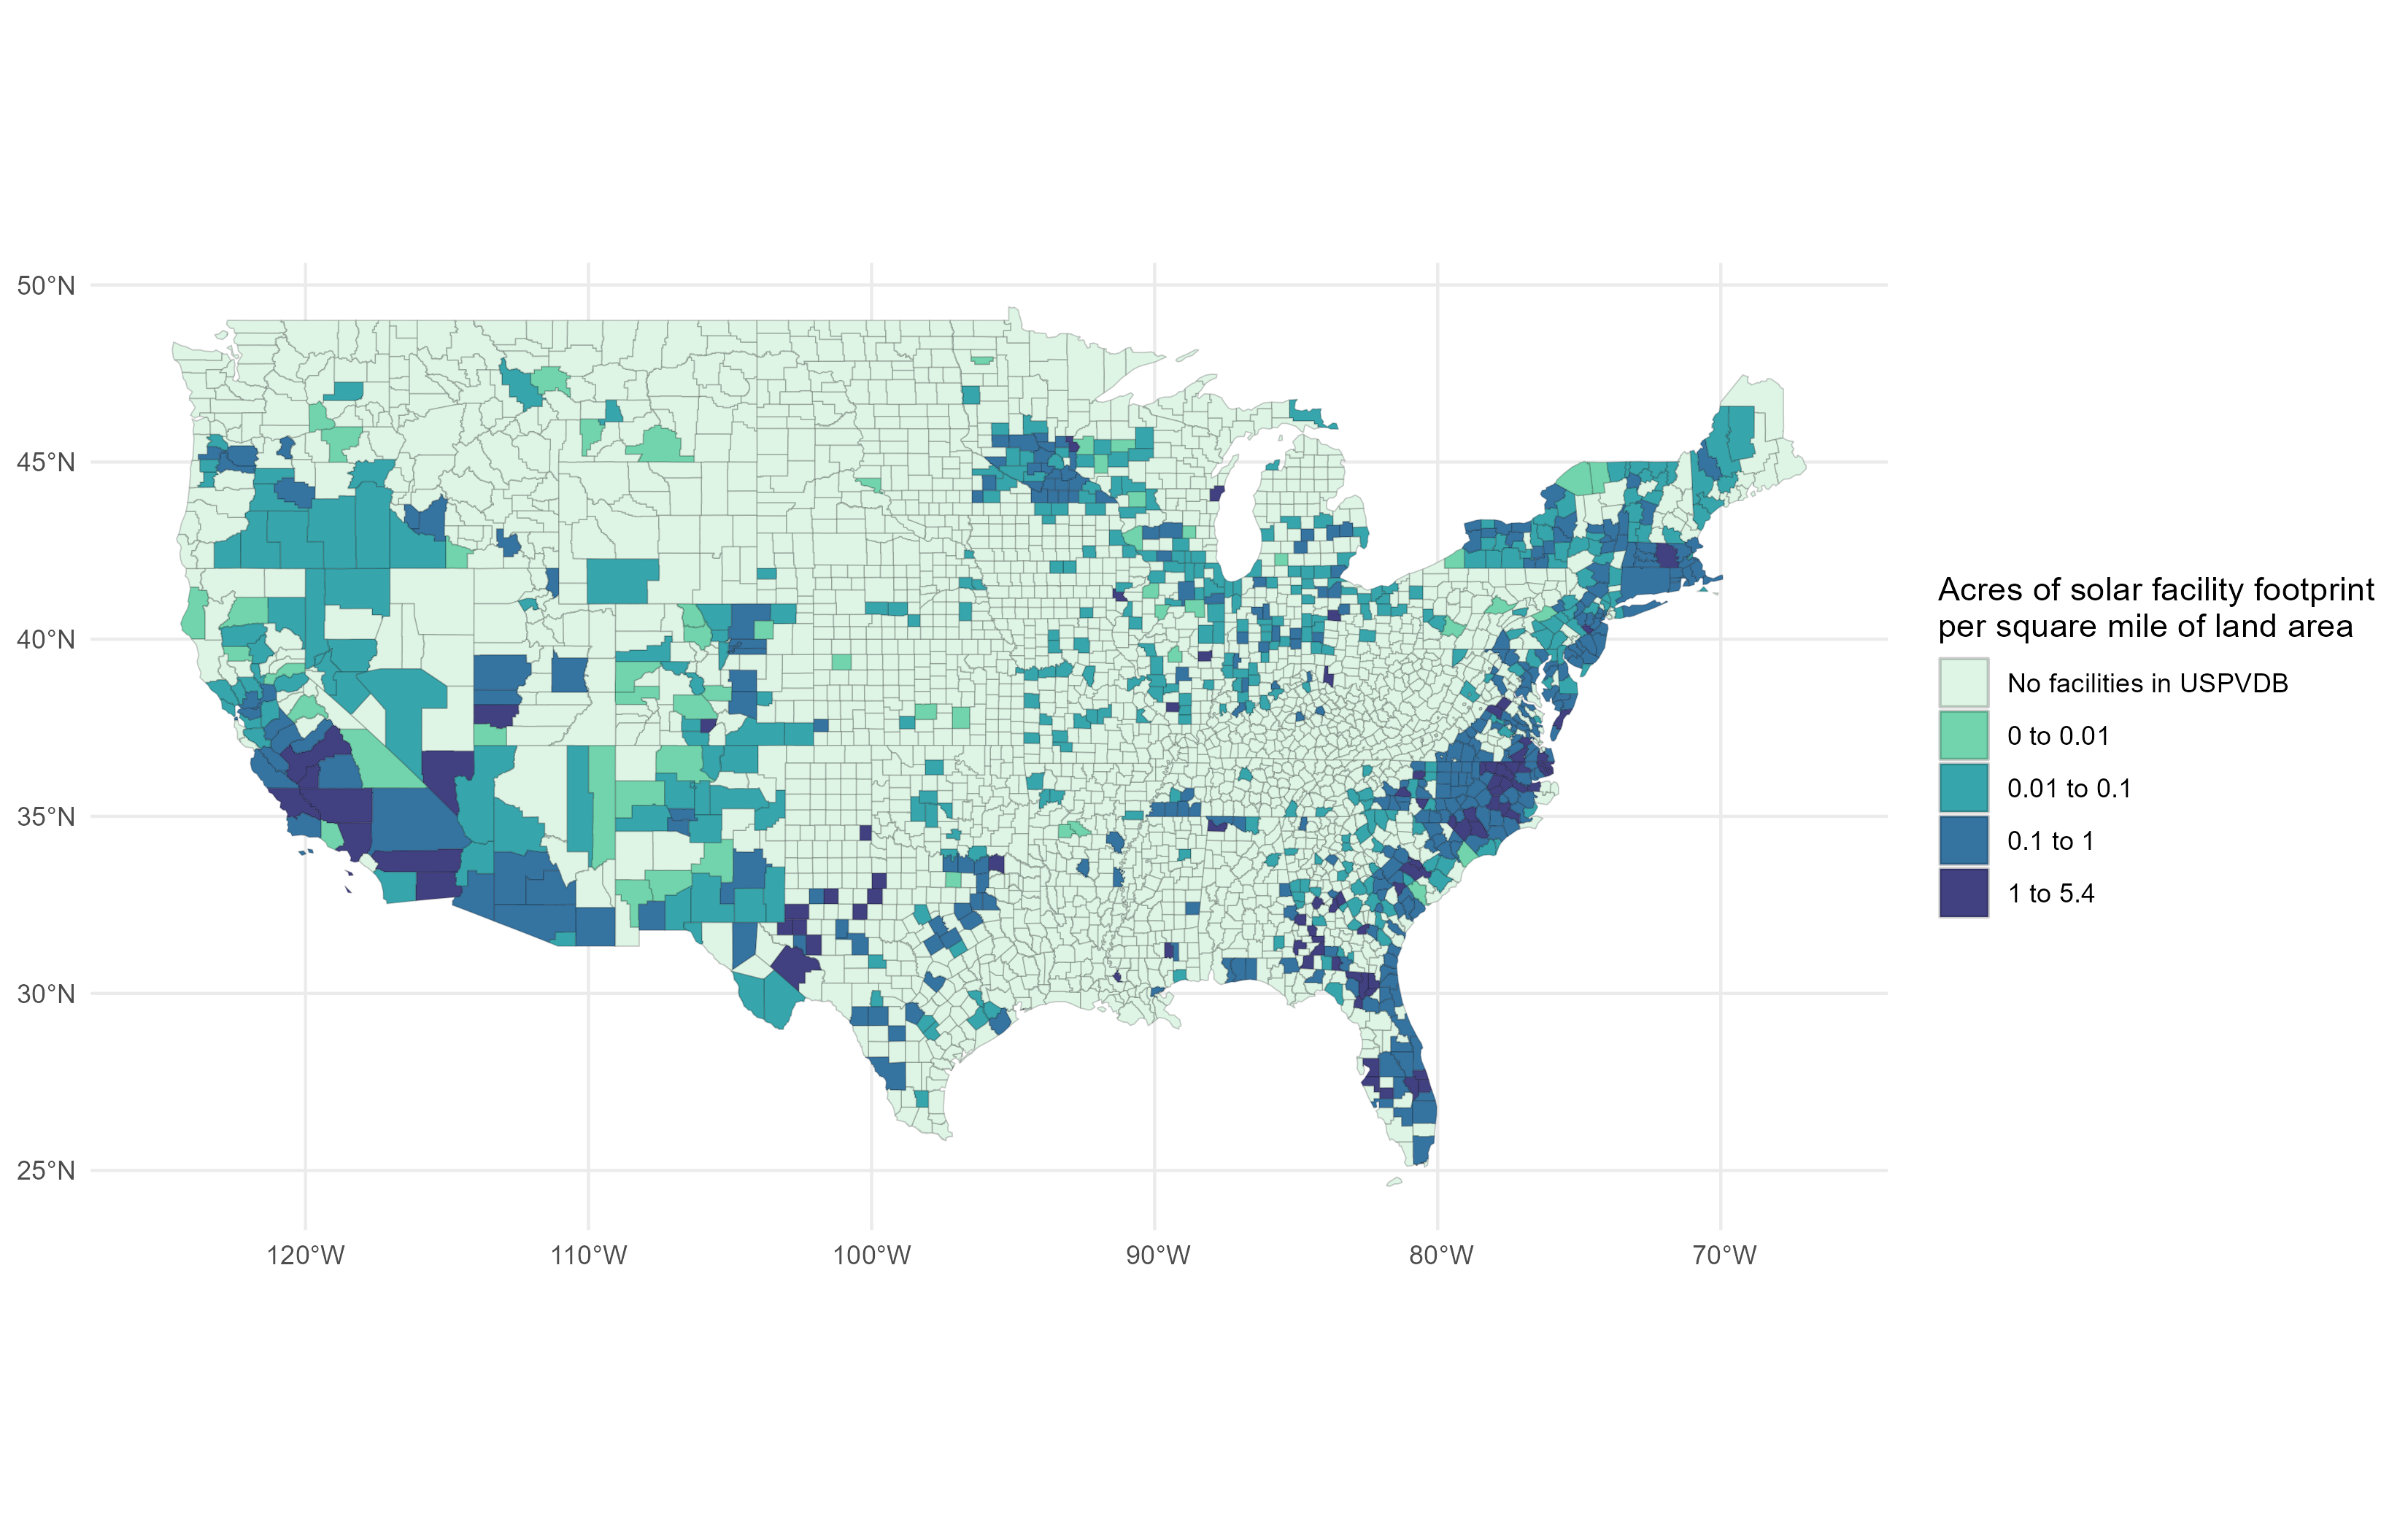 50°N
45°N
40°N
35°N
30°N
25°N
120°W
110°W
100°W
90°W
80°W
70°W
Acres of solar facility footprint
per square mile of land area
No facilities in USPVDB
0 to 0.01
0.01 to 0.1
0.1 to 1
1 to 5.4